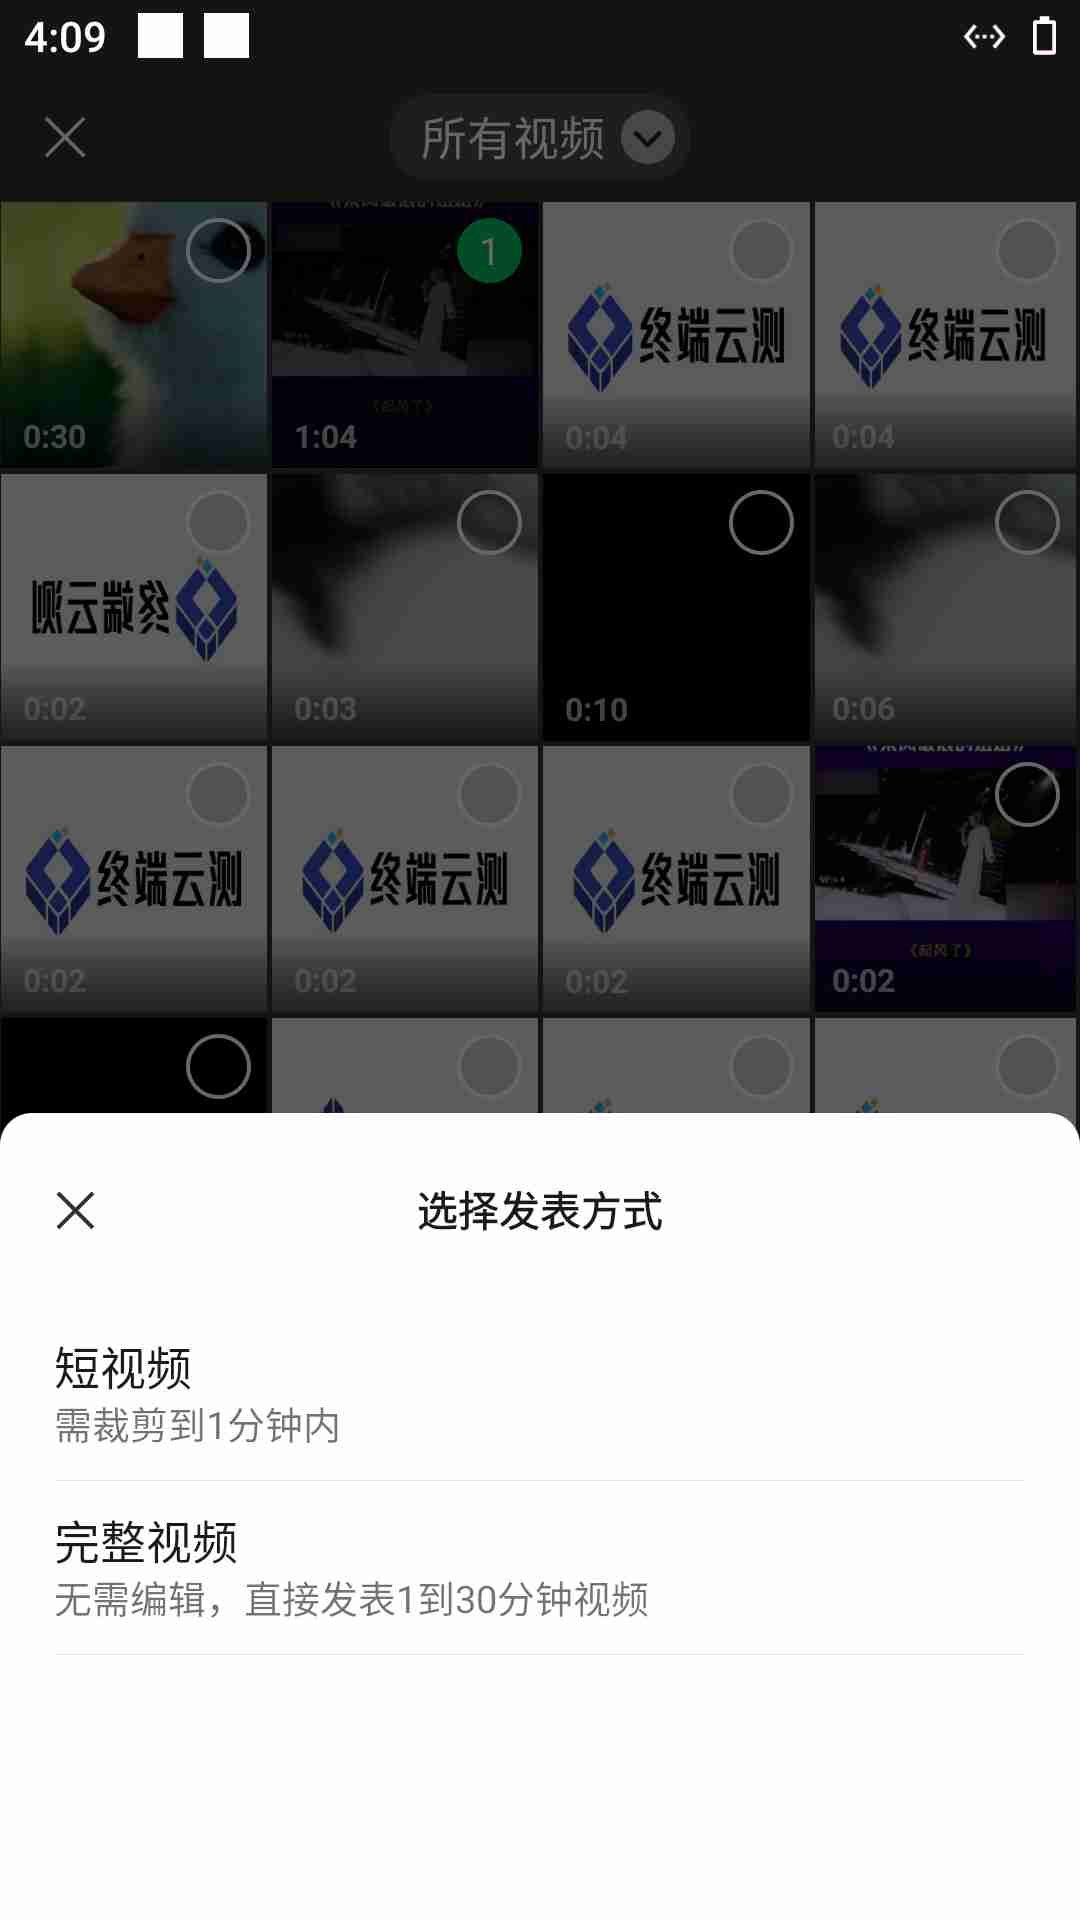 4:09
所有视频
1
终端云测
终端云测
《起风了》
0:30
1:04
0:04
0:04
终端云测
0:02
0:03
0:10
0:06
终端云测
终端云测
终端云测
《起风了》
0:02
0:02
0:02
0:02
选择发表方式
短视频
需裁剪到1分钟内
完整视频
无需编辑，直接发表1到30分钟视频